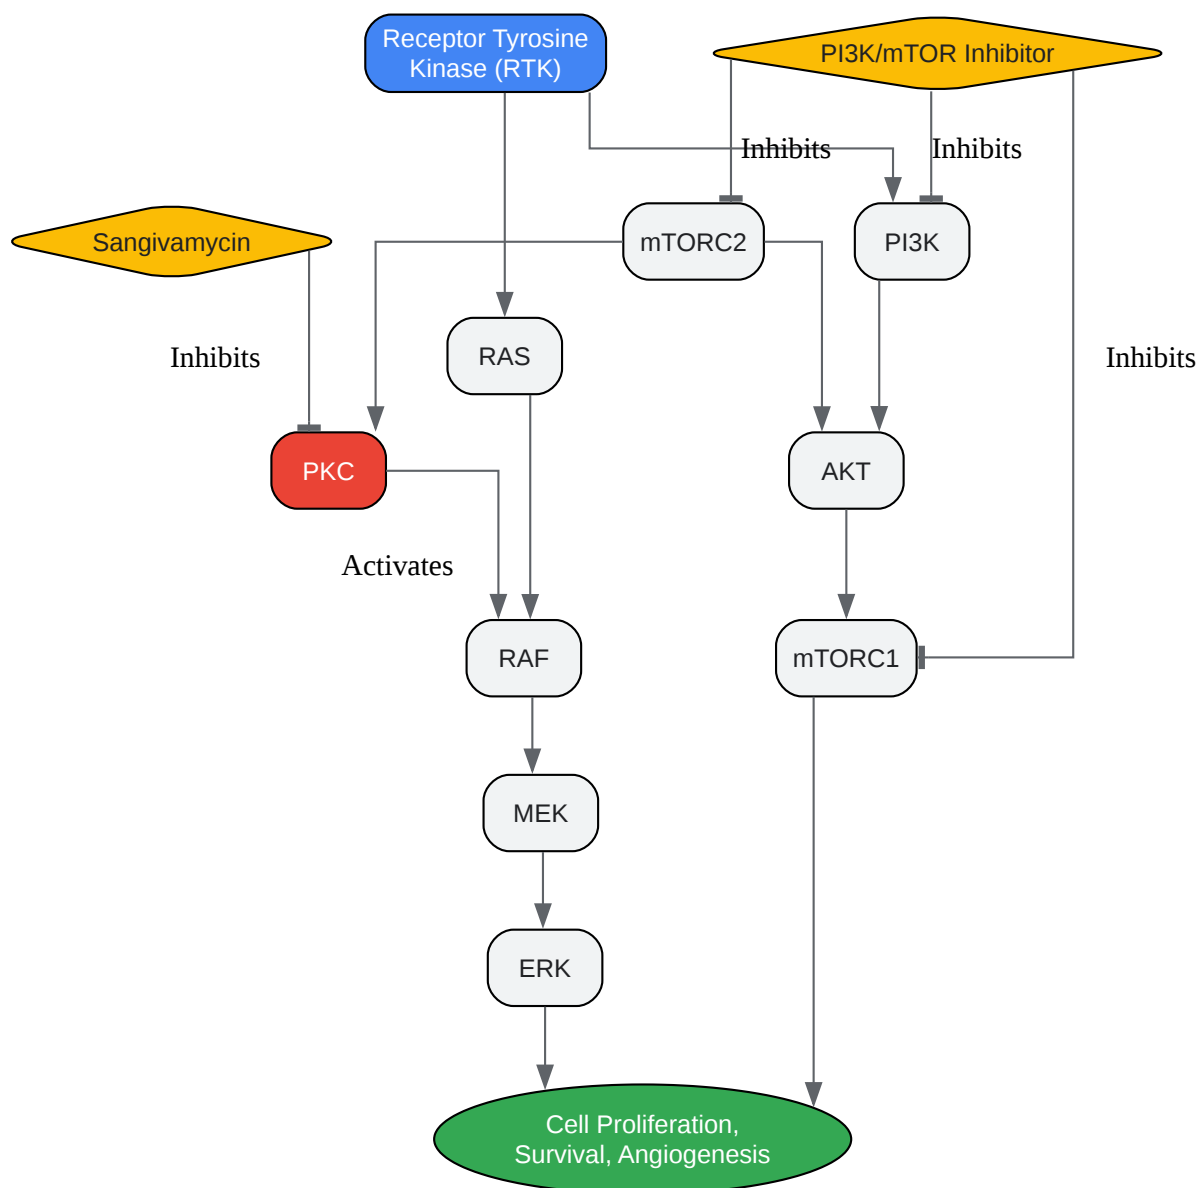 Receptor Tyrosine
Kinase (RTK)
PI3K/mTOR Inhibitor
Inhibits
Inhibits
Sangivamycin
mTORC2
PI3K
Inhibits
RAS
Inhibits
PKC
AKT
Activates
RAF
mTORC1
MEK
ERK
Cell Proliferation,
Survival, Angiogenesis